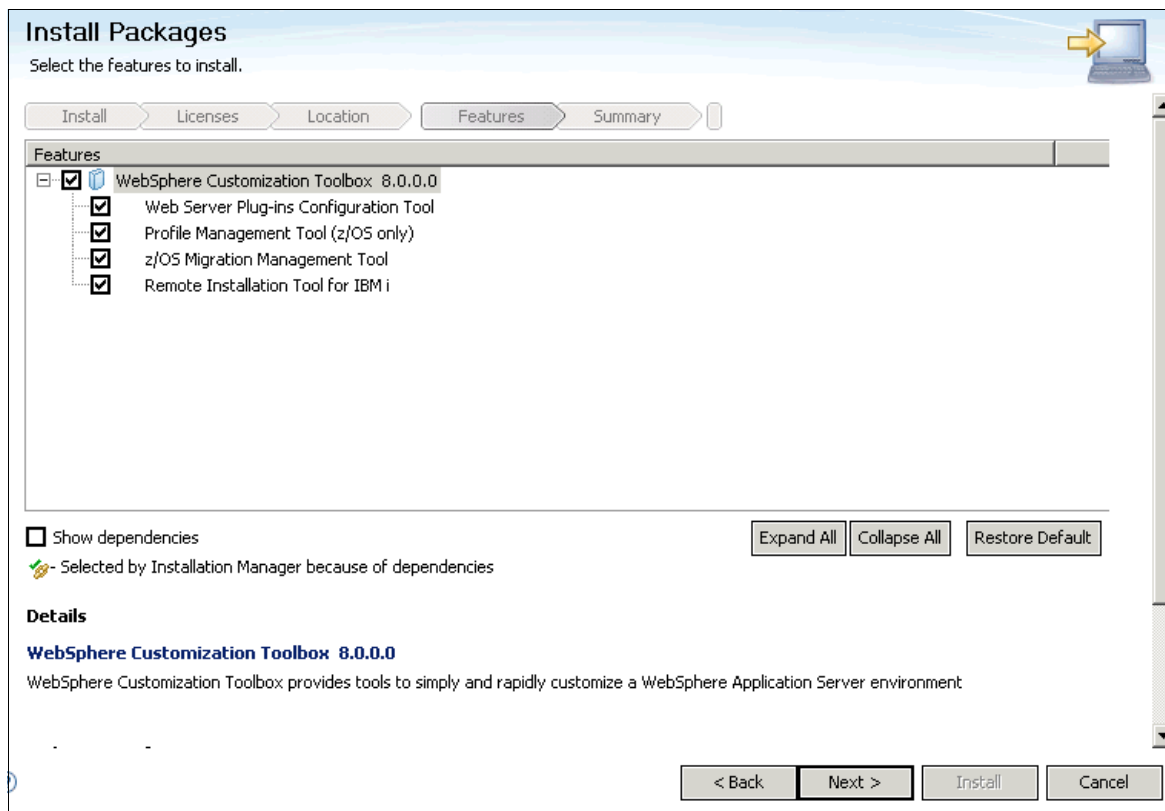 Install Packages
Select the features to install.
Install Licenses Location Features Summary
Features
WebSphere Customization Toolbox 8.0.0.0
Web Server Plug-ins Configuration Tool
Profile Management Tool (z/OS only)
z/OS Migration Management Tool
Remote Installation Tool for IBM i
Show dependencies Expand All Collapse All Restore Default
- Selected by Installation Manager because of dependencies
Details
WebSphere Customization Toolbox 8.0.0.0
WebSphere Customization Toolbox provides tools to simply and rapidly customize a WebSphere Application Server environment
< Back Next > Install Cancel